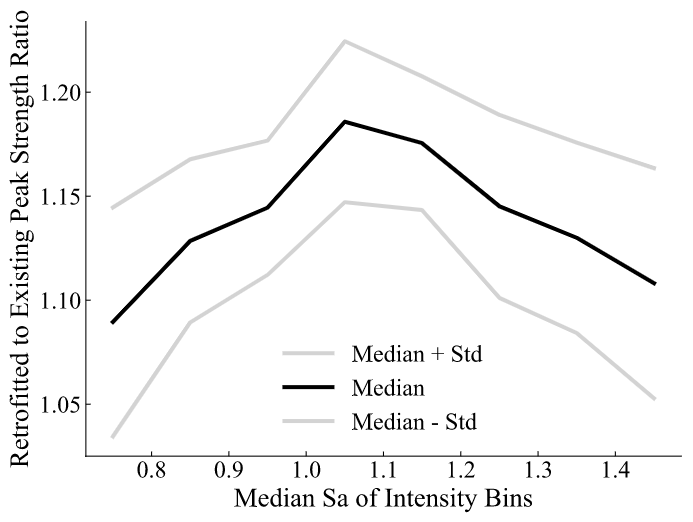 Retrofitted to Existing Peak Strength Ratio
1.20
1.15
1.10
1.05
Median + Std
Median
Median - Std
0.8 0.9 1.0 1.1 1.2 1.3 1.4
Median Sa of Intensity Bins